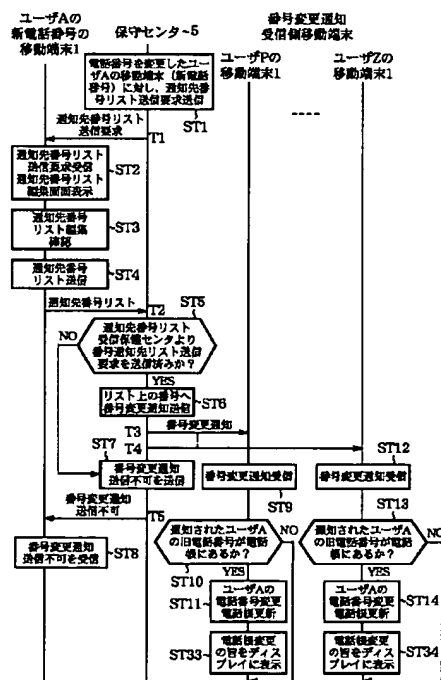 ユーザAの
新電話番号の
移動端末1
保守センタ~5
番号変更通知
受信側移動端末
ユーザPの
移動端末1
ユーザZの
移動端末1
電話番号を変更したユー
ザAの移動端末(新電話
番号)に対し、通知先番
号リスト送信要求送信
ST1
通知先番号リスト
送信要求
T1
通知先番号リスト
送信要求受信
通知先番号リスト
編集画面表示
ST2
通知先番号
リスト編集
確認
ST3
通知先番号
リスト送信
ST4
通知先番号リスト
T2
ST5
通知先番号リスト
受信保守センタより
番号通知先リスト送信
要求を送信済みか?
NO
YES
リスト上の番号へ
番号変更通知送信
ST6
T3
番号変更通知
T4
ST7
番号変更通知
送信不可を送信
番号変更通知受信
ST9
ST12
番号変更通知受信
番号変更通知
送信不可
T5
番号変更通知
送信不可を受信
ST8
通知されたユーザA
の旧電話番号が電話
帳にあるか?
NO
ST10
YES
ST13
通知されたユーザA
の旧電話番号が電話
帳にあるか?
NO
YES
ユーザAの
電話番号変更
電話帳更新
ST11
ユーザAの
電話番号変更
電話帳更新
ST14
電話帳変更
の旨をディス
プレイに表示
ST33
電話帳変更
の旨をディス
プレイに表示
ST34